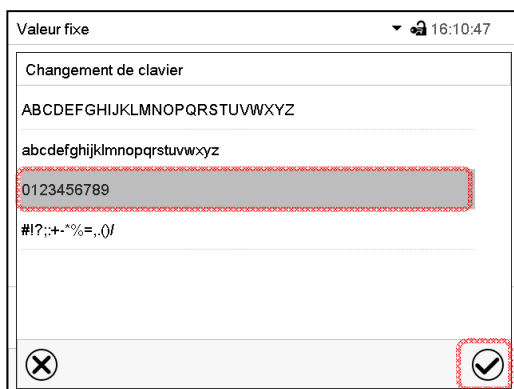 Valeur fixe 16:10:47
Changement de clavier
ABCDEFGHIJKLMNOPQRSTUVWXYZ
abcdefghijklmnopqrstuvwxyz
0123456789
#!?;:+-*%=,.()/